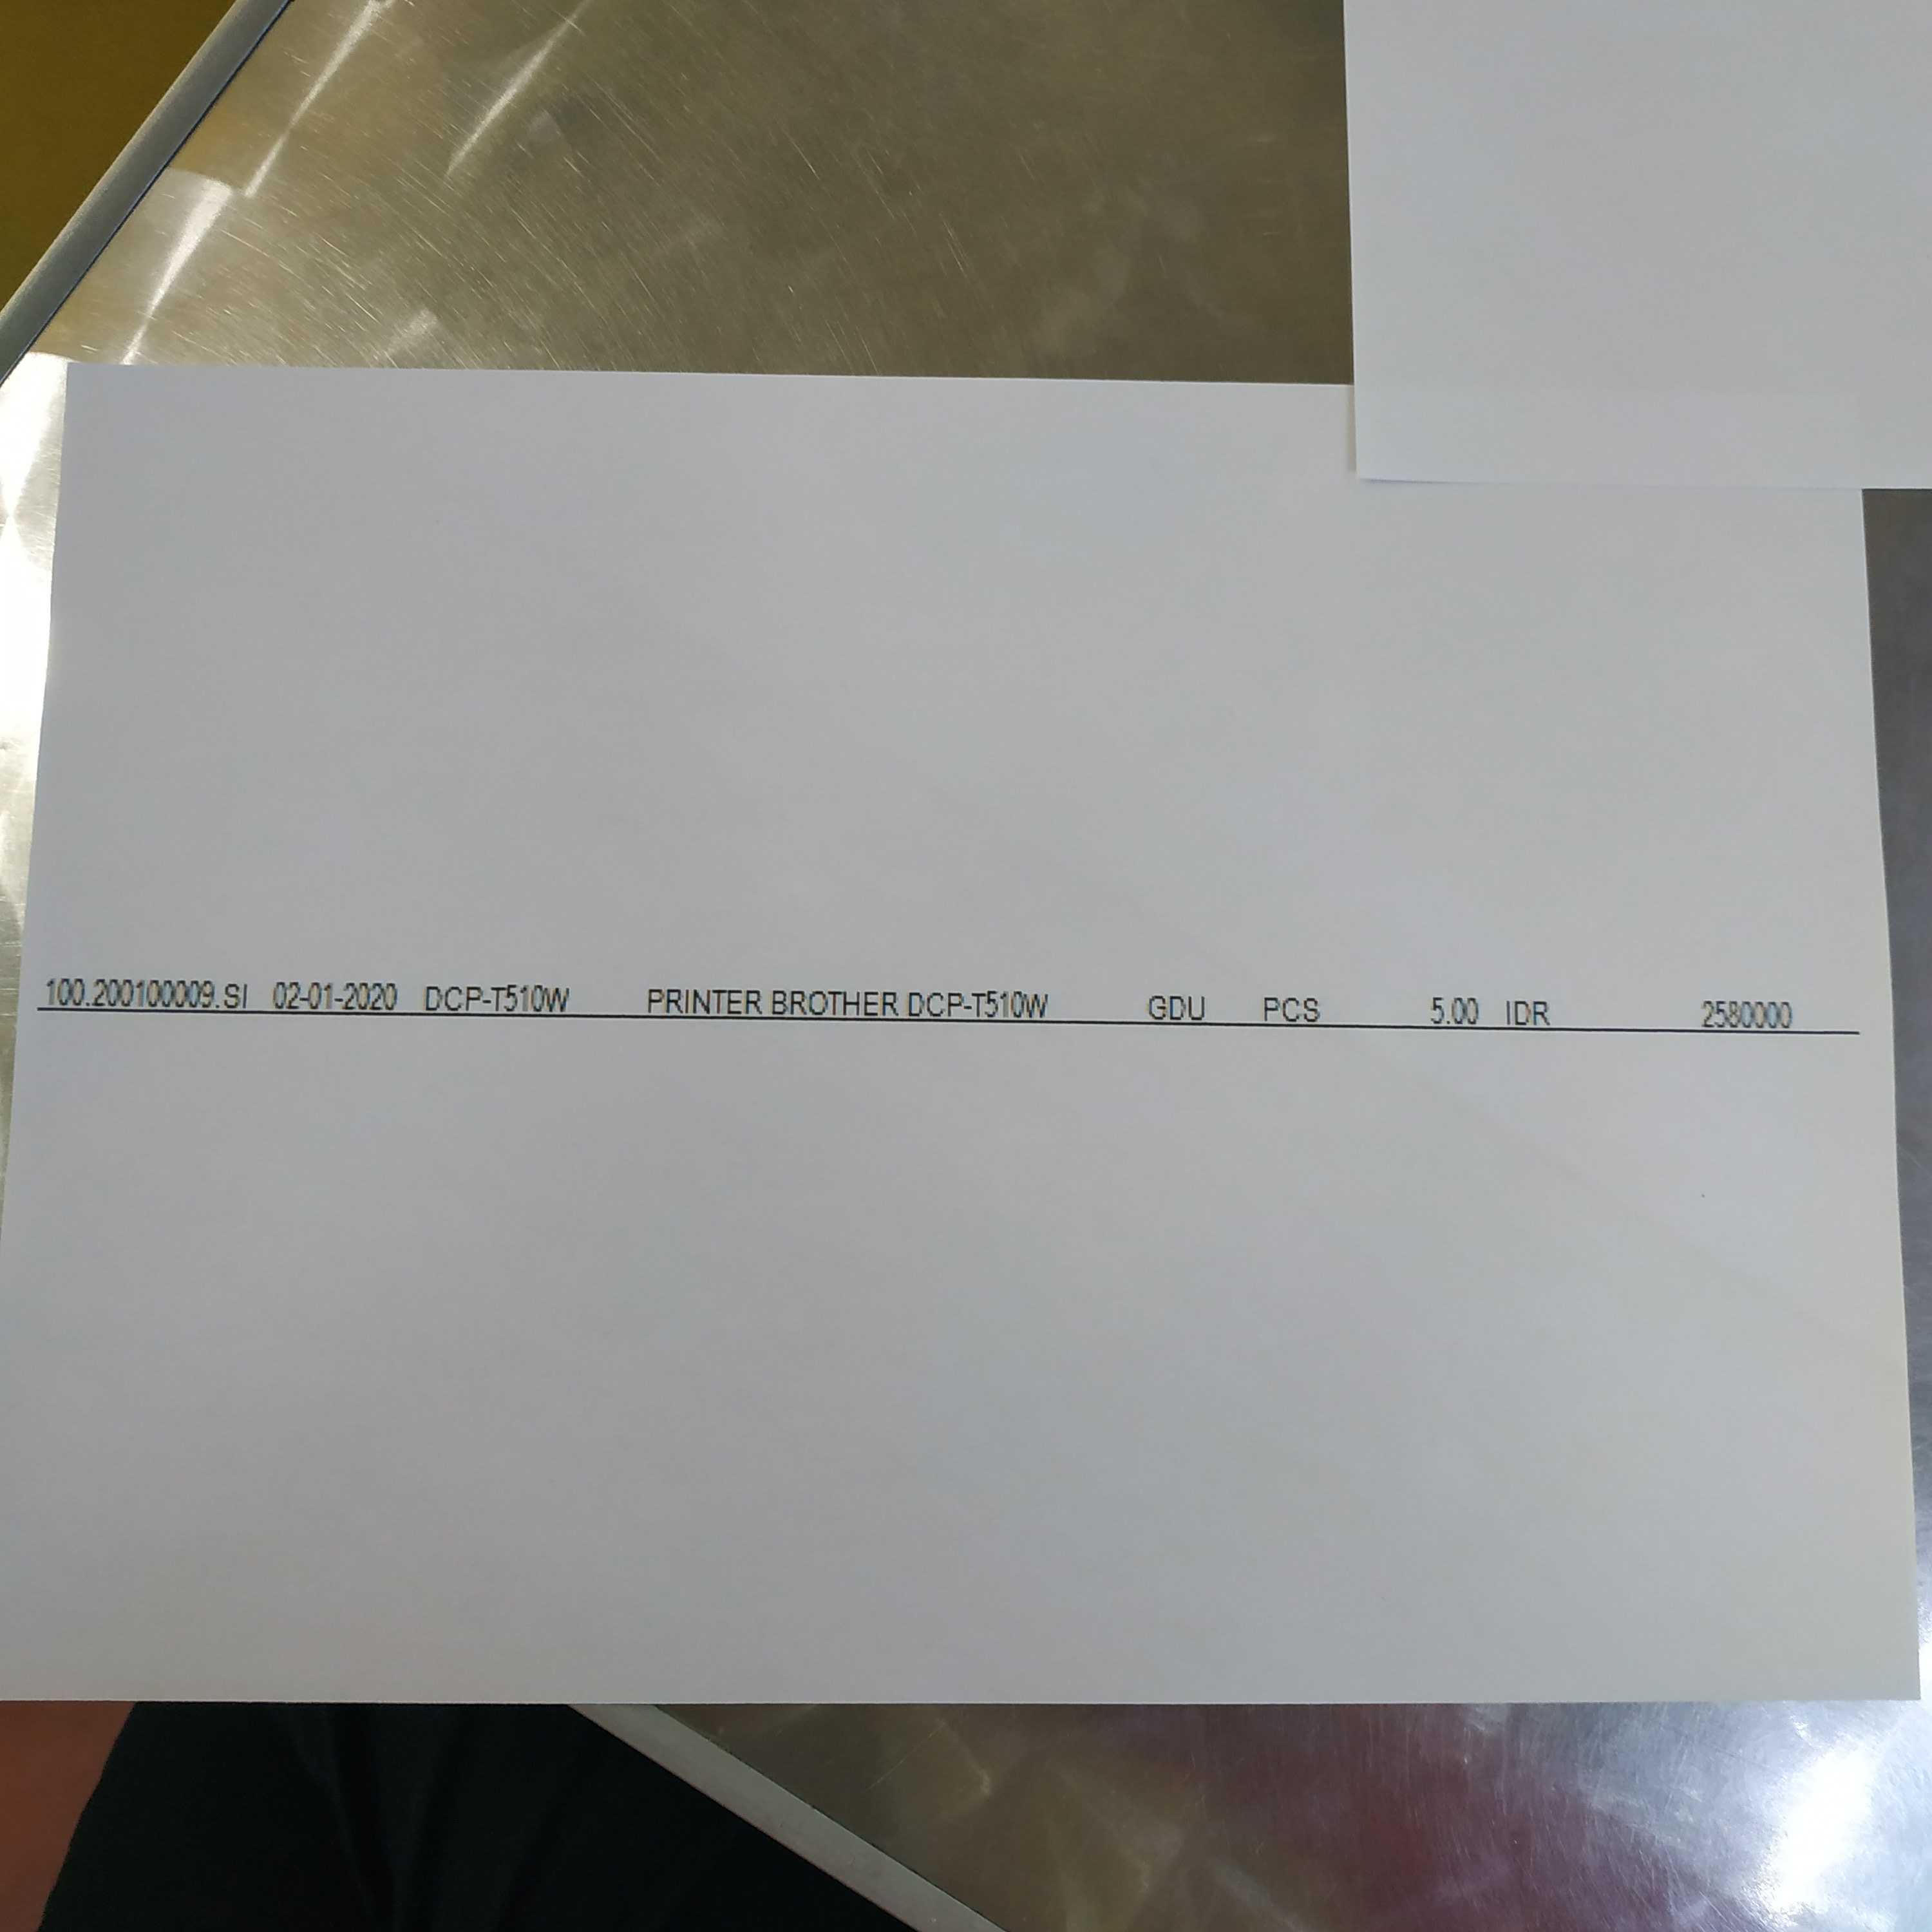 100.200100009.SI 02-01-2020 DCP-T510W PRINTER BROTHER DCP-T510W GDU PCS 5.00 IDR 2580000